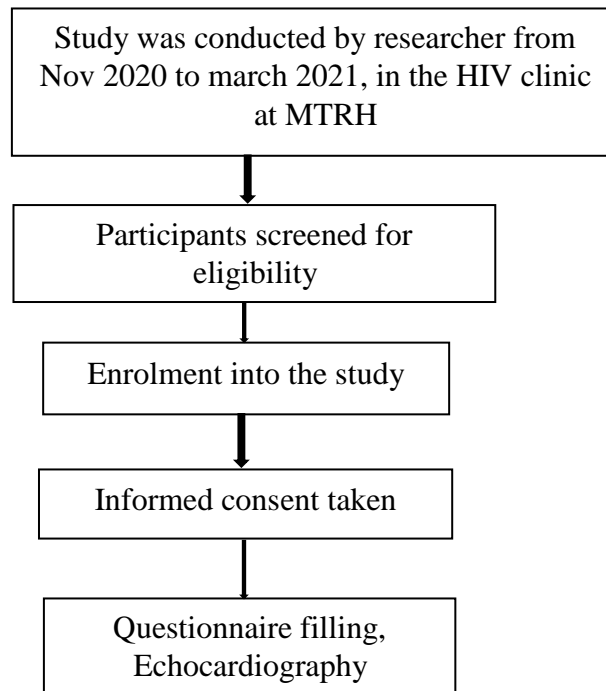 Study was conducted by researcher from
Nov 2020 to march 2021, in the HIV clinic
at MTRH
Participants screened for
eligibility
Enrolment into the study
Informed consent taken
Questionnaire filling,
Echocardiography